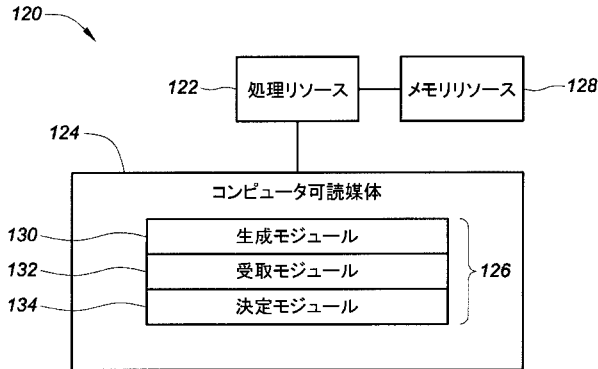 120
122
処理リソース
メモリリソース
128
124
コンピュータ可読媒体
130
生成モジュール
132
受取モジュール
126
134
決定モジュール